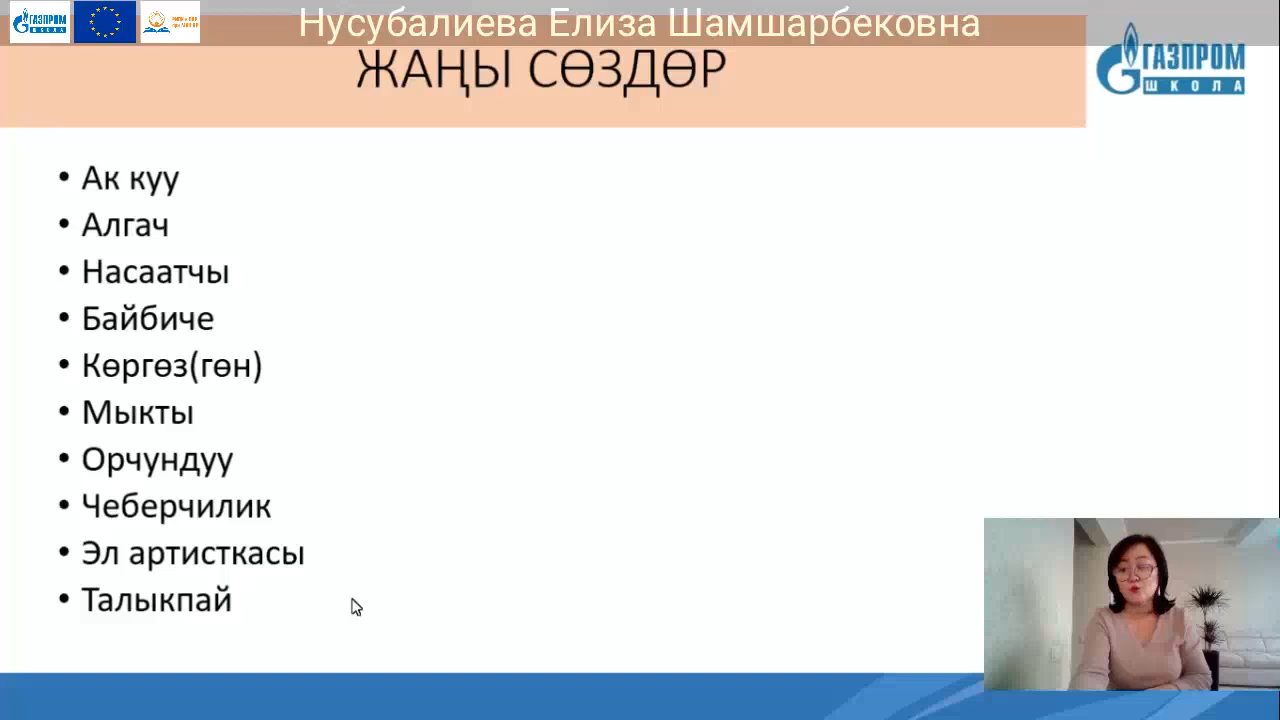 Нусубалиева Елиза Шамшарбековна
ЖАҢЫ СӨЗДӨР
ГАЗПРОМ
ШКОЛА
• Ак куу
• Алгач
• Насаатчы
• Байбиче
• Көргөз(гөн)
• Мыкты
• Орчундуу
• Чеберчилик
• Эл артисткасы
• Талыкпай